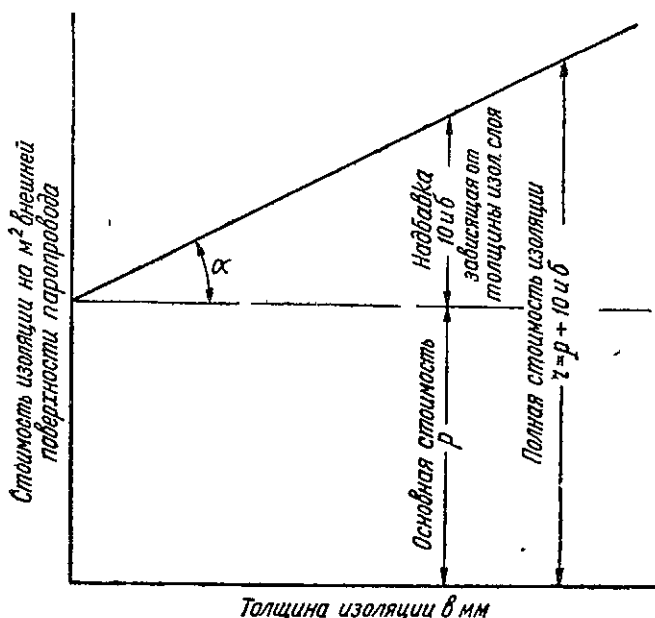 Стоимость изоляции на м² внешней
поверхности паропровода
α
Надбавка
10 u б
зависящая от
толщины изол. слоя
Основная стоимость
p
Полная стоимость изоляции
r = p + 10 u б
Толщина изоляции в мм